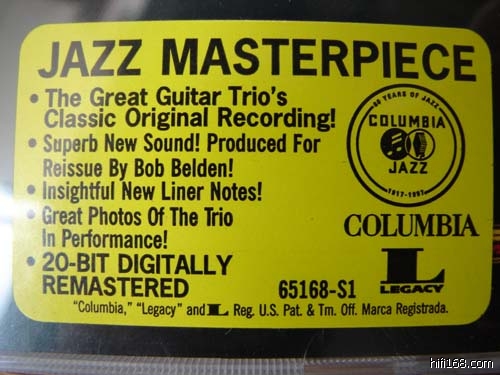 JAZZ MASTERPIECE
• The Great Guitar Trio's
Classic Original Recording!
• Superb New Sound! Produced For
Reissue By Bob Belden!
• Insightful New Liner Notes!
• Great Photos Of The Trio
In Performance!
• 20-BIT DIGITALLY
REMASTERED
80 YEARS OF JAZZ
COLUMBIA
JAZZ
1917-1997
COLUMBIA
L
LEGACY
65168-S1
"Columbia," "Legacy" and L Reg. U.S. Pat. & Tm. Off. Marca Registrada.
hifi168.com